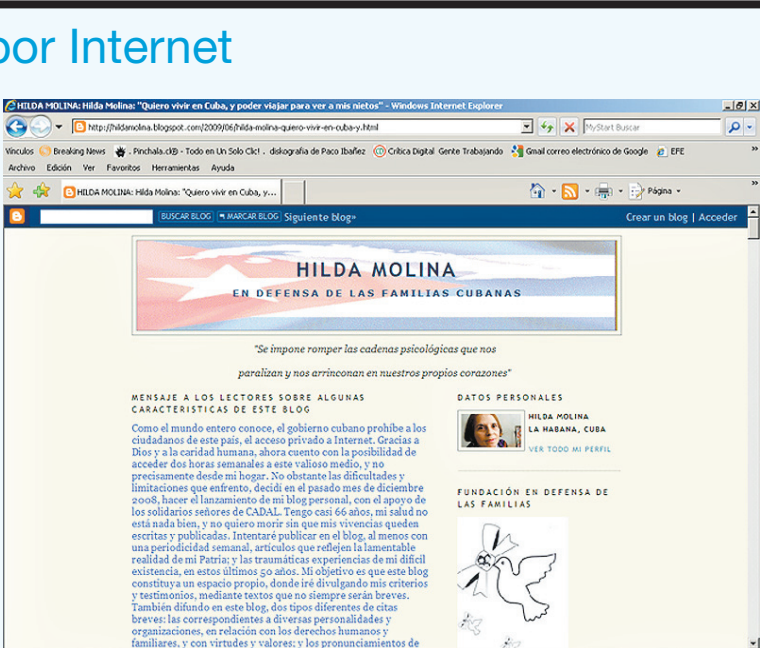 por Internet
HILDA MOLINA: Hilda Molina: "Quiero vivir en Cuba, y poder viajar para ver a mis nietos" - Windows Internet Explorer
http://hildamolina.blogspot.com/2009/06/hilda-molina-quiero-vivir-en-cuba-y.html
MyStart Buscar
Vínculos Breaking News . Pinchala.cl® - Todo en Un Solo Clic! . diskografia de Paco Ibañez Crítica Digital Gente Trabajando Gmail correo electrónico de Google EFE »
Archivo Edición Ver Favoritos Herramientas Ayuda
HILDA MOLINA: Hilda Molina: "Quiero vivir en Cuba, y...
Página »
BUSCAR BLOG MARCAR BLOG Siguiente blog» Crear un blog | Acceder
HILDA MOLINA
EN DEFENSA DE LAS FAMILIAS CUBANAS
"Se impone romper las cadenas psicológicas que nos
paralizan y nos arrinconan en nuestros propios corazones"
MENSAJE A LOS LECTORES SOBRE ALGUNAS
CARACTERISTICAS DE ESTE BLOG
Como el mundo entero conoce, el gobierno cubano prohíbe a los
ciudadanos de este país, el acceso privado a Internet. Gracias a
Dios y a la caridad humana, ahora cuento con la posibilidad de
acceder dos horas semanales a este valioso medio, y no
precisamente desde mi hogar. No obstante las dificultades y
limitaciones que enfrento, decidí en el pasado mes de diciembre
2008, hacer el lanzamiento de mi blog personal, con el apoyo de
los solidarios señores de CADAL. Tengo casi 66 años, mi salud no
está nada bien, y no quiero morir sin que mis vivencias queden
escritas y publicadas. Intentaré publicar en el blog, al menos con
una periodicidad semanal, artículos que reflejen la lamentable
realidad de mi Patria; y las traumáticas experiencias de mi difícil
existencia, en estos últimos 50 años. Mi objetivo es que este blog
constituya un espacio propio, donde iré divulgando mis criterios
y testimonios, mediante textos que no siempre serán breves.
También difundo en este blog, dos tipos diferentes de citas
breves: las correspondientes a diversas personalidades y
organizaciones, en relación con los derechos humanos y
familiares, y con virtudes y valores; y los pronunciamientos de
DATOS PERSONALES
HILDA MOLINA
LA HABANA, CUBA
VER TODO MI PERFIL
FUNDACIÓN EN DEFENSA DE
LAS FAMILIAS